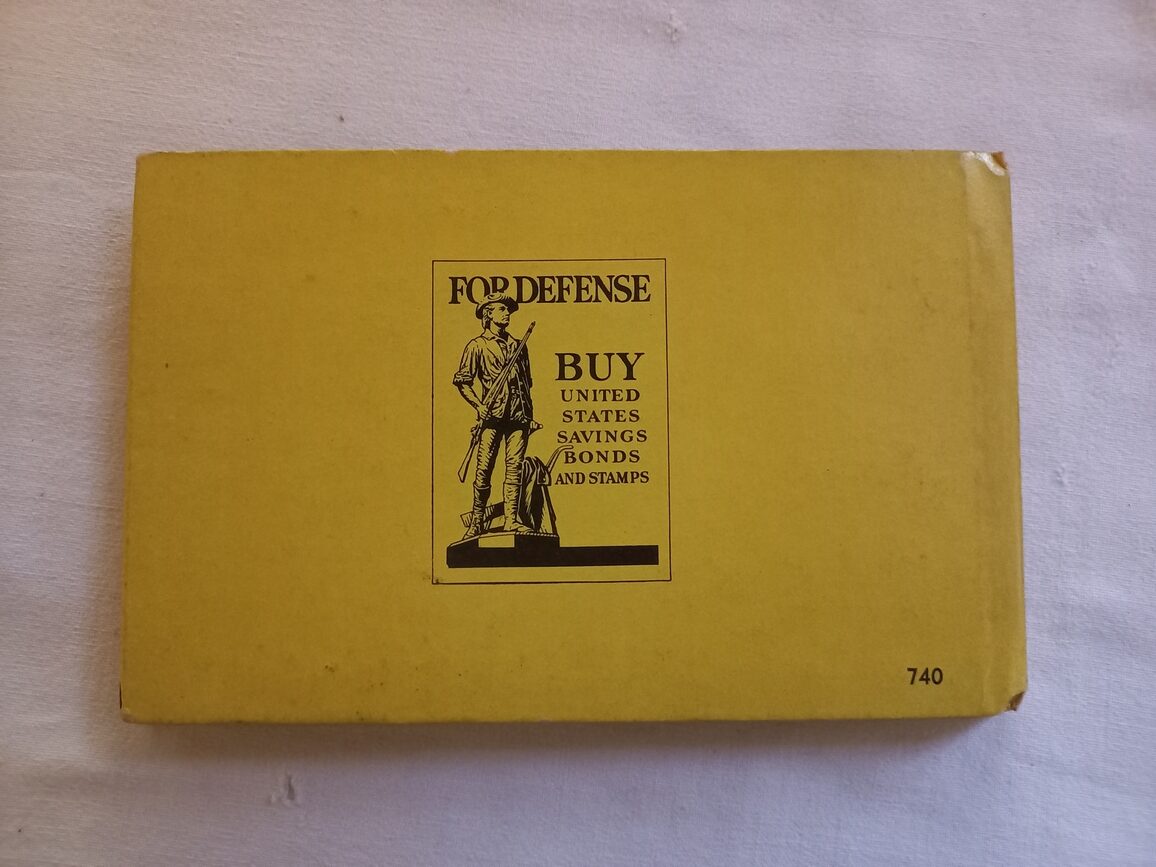 FOR DEFENSE
BUY
UNITED
STATES
SAVINGS
BONDS
AND STAMPS
740